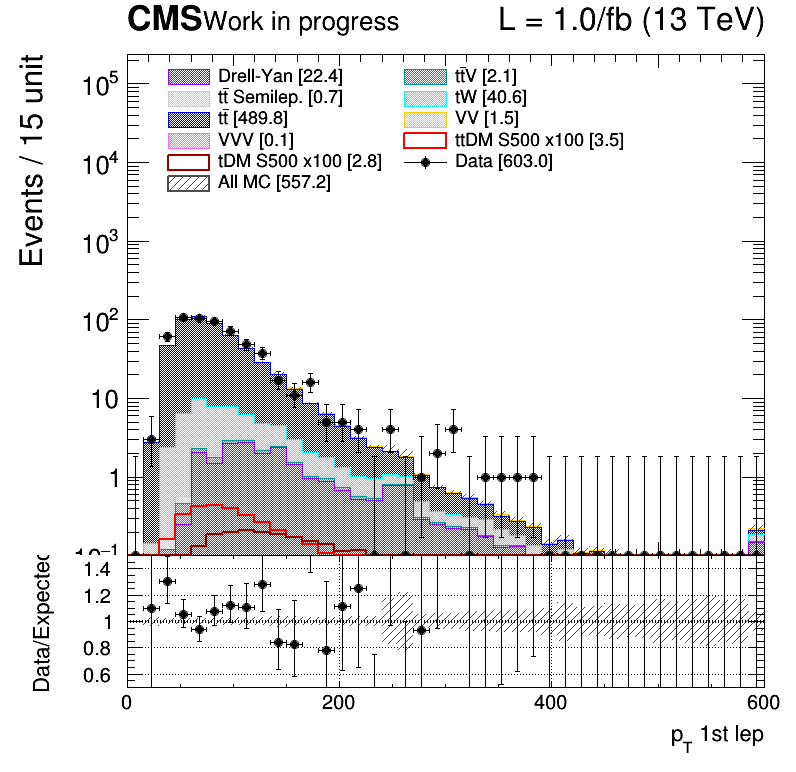 CMS Work in progress L = 1.0/fb (13 TeV)
Events / 15 unit
Drell-Yan [22.4] tt̄V [2.1]
tt̄ Semilep. [0.7] tW [40.6]
tt̄ [489.8] VV [1.5]
VVV [0.1] ttDM S500 x100 [3.5]
tDM S500 x100 [2.8] Data [603.0]
All MC [557.2]
10⁵
10⁴
10³
10²
10
1
10⁻¹
Data/Expected
1.4
1.2
1
0.8
0.6
0 200 400 600
p_T 1st lep